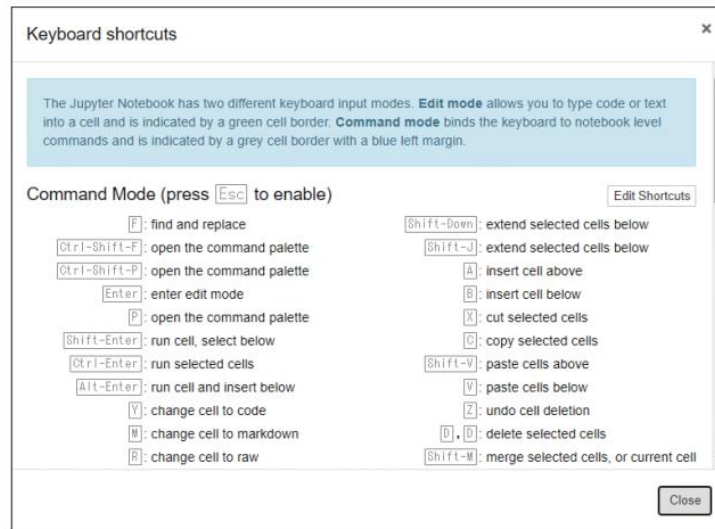 Keyboard shortcuts
×
The Jupyter Notebook has two different keyboard input modes. Edit mode allows you to type code or text
into a cell and is indicated by a green cell border. Command mode binds the keyboard to notebook level
commands and is indicated by a grey cell border with a blue left margin.
Command Mode (press Esc to enable)
Edit Shortcuts
F: find and replace
Ctrl-Shift-F: open the command palette
Ctrl-Shift-P: open the command palette
Enter: enter edit mode
P: open the command palette
Shift-Enter: run cell, select below
Ctrl-Enter: run selected cells
Alt-Enter: run cell and insert below
Y: change cell to code
M: change cell to markdown
R: change cell to raw
Shift-Down: extend selected cells below
Shift-J: extend selected cells below
A: insert cell above
B: insert cell below
X: cut selected cells
C: copy selected cells
Shift-V: paste cells above
V: paste cells below
Z: undo cell deletion
D,D: delete selected cells
Shift-M: merge selected cells, or current cell
Close